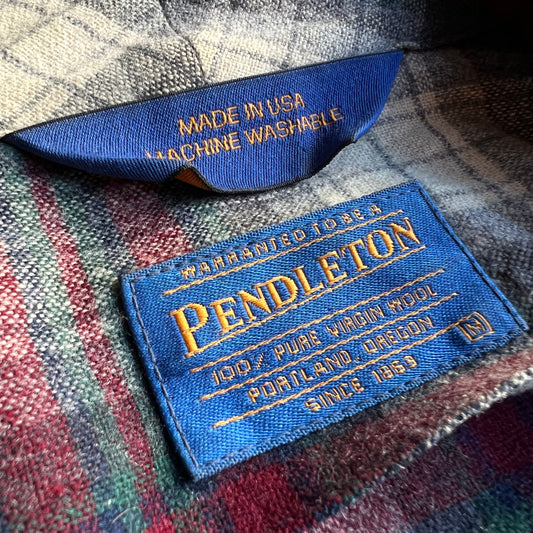 MADE IN USA
MACHINE WASHABLE
WARRANTED TO BE A
PENDLETON
100% PURE VIRGIN WOOL
PORTLAND, OREGON
SINCE 1863